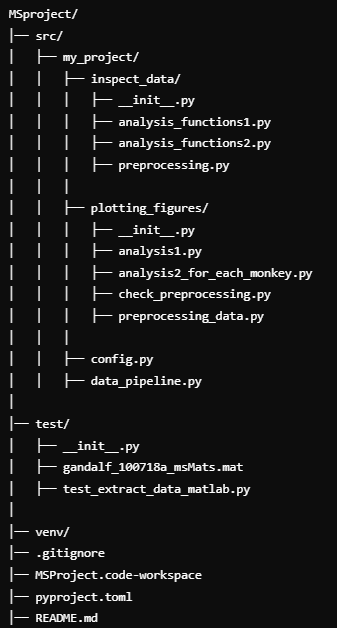 MSproject/
├── src/
│   ├── my_project/
│   │   ├── inspect_data/
│   │   │   ├── __init__.py
│   │   │   ├── analysis_functions1.py
│   │   │   ├── analysis_functions2.py
│   │   │   ├── preprocessing.py
│   │   │
│   │   ├── plotting_figures/
│   │   │   ├── __init__.py
│   │   │   ├── analysis1.py
│   │   │   ├── analysis2_for_each_monkey.py
│   │   │   ├── check_preprocessing.py
│   │   │   ├── preprocessing_data.py
│   │   │
│   │   ├── config.py
│   │   ├── data_pipeline.py
│
├── test/
│   ├── __init__.py
│   ├── gandalf_100718a_msMats.mat
│   ├── test_extract_data_matlab.py
│
├── venv/
├── .gitignore
├── MSProject.code-workspace
├── pyproject.toml
├── README.md